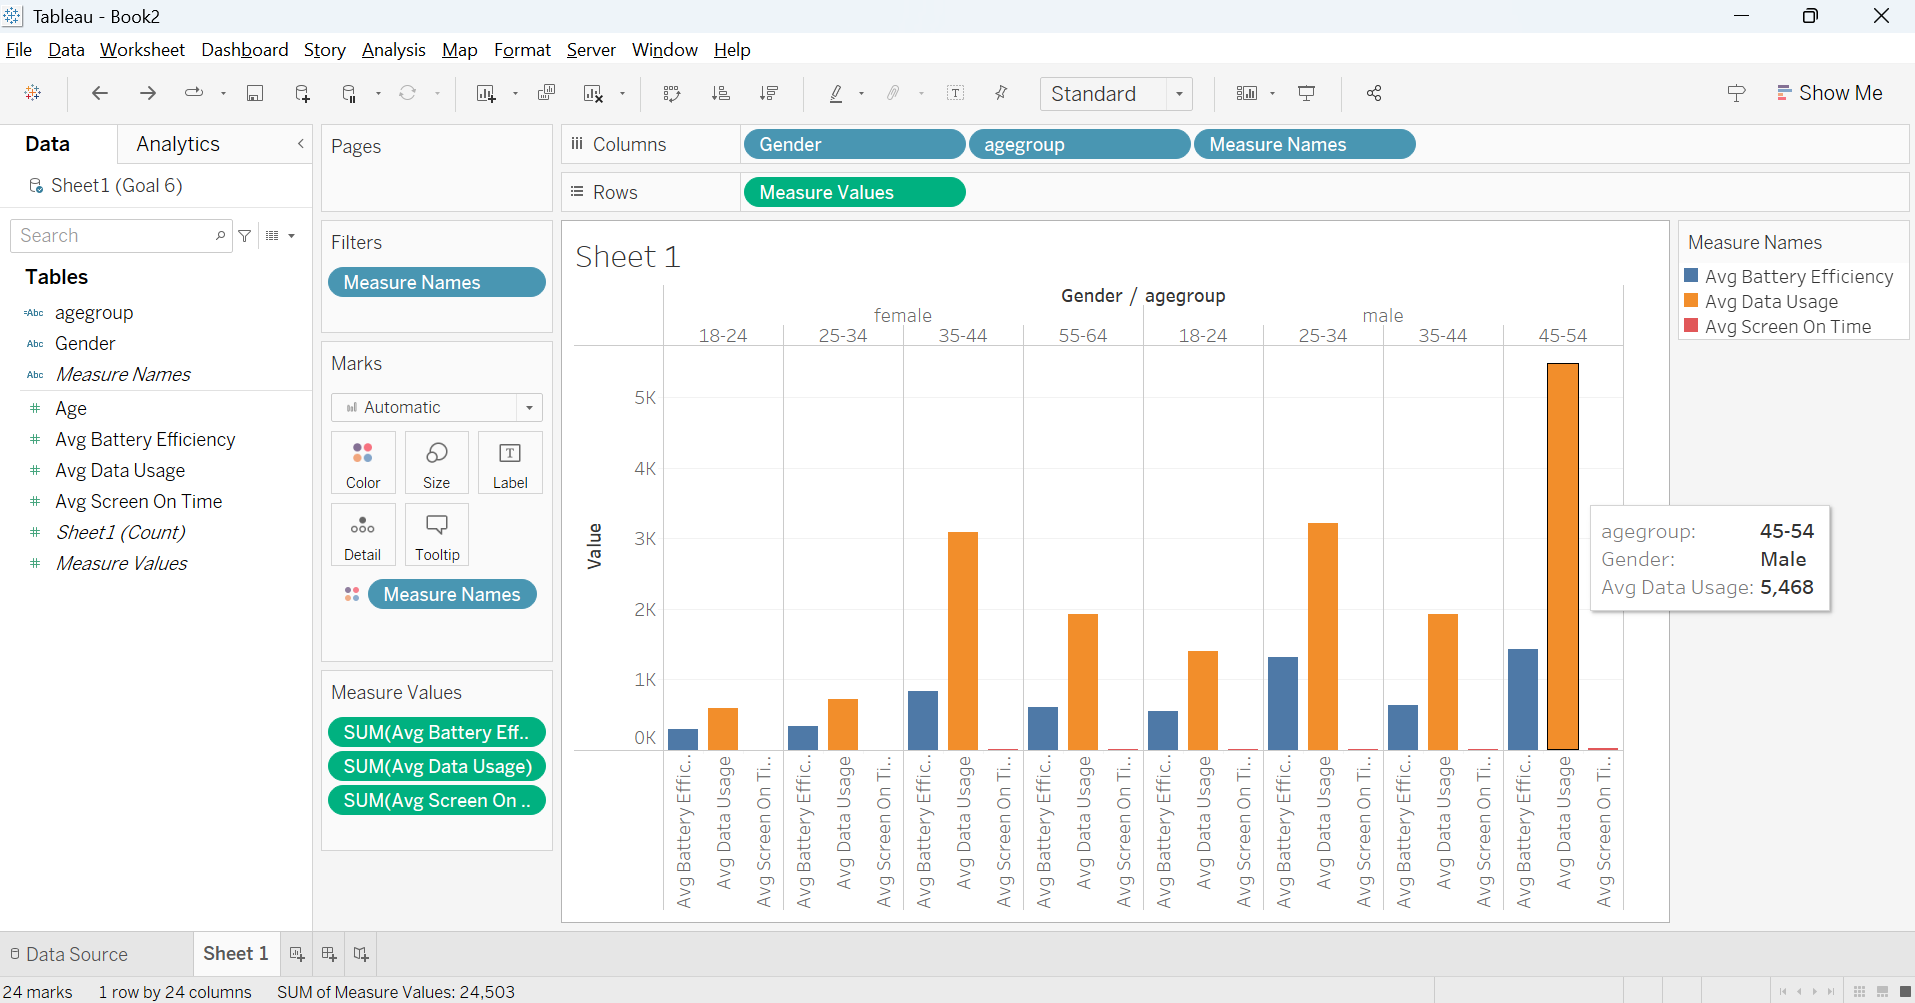 Tableau - Book2
File Data Worksheet Dashboard Story Analysis Map Format Server Window Help
Standard
Show Me
Data
Analytics
Sheet1 (Goal 6)
Search
Tables
=Abc agegroup
Abc Gender
Abc Measure Names
# Age
# Avg Battery Efficiency
# Avg Data Usage
# Avg Screen On Time
# Sheet1 (Count)
# Measure Values
Pages
Filters
Measure Names
Marks
Automatic
Color
Size
T
Label
Detail
Tooltip
Measure Names
Measure Values
SUM(Avg Battery Eff..
SUM(Avg Data Usage)
SUM(Avg Screen On ..
Columns
Gender
agegroup
Measure Names
Rows
Measure Values
Sheet 1
Gender / agegroup
female
male
18-24 25-34 35-44 55-64 18-24 25-34 35-44 45-54
Value
5K
4K
3K
2K
1K
0K
Avg Battery Effic..
Avg Data Usage
Avg Screen On Ti..
Avg Battery Effic..
Avg Data Usage
Avg Screen On Ti..
Avg Battery Effic..
Avg Data Usage
Avg Screen On Ti..
Avg Battery Effic..
Avg Data Usage
Avg Screen On Ti..
Avg Battery Effic..
Avg Data Usage
Avg Screen On Ti..
Avg Battery Effic..
Avg Data Usage
Avg Screen On Ti..
Avg Battery Effic..
Avg Data Usage
Avg Screen On Ti..
Avg Battery Effic..
Avg Data Usage
Avg Screen On Ti..
agegroup: 45-54
Gender: Male
Avg Data Usage: 5,468
Measure Names
Avg Battery Efficiency
Avg Data Usage
Avg Screen On Time
Data Source
Sheet 1
24 marks 1 row by 24 columns SUM of Measure Values: 24,503